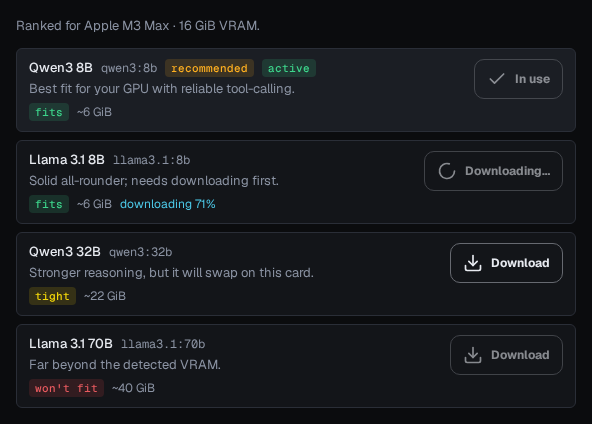 Ranked for Apple M3 Max · 16 GiB VRAM.
Qwen3 8B qwen3:8b recommended active
In use
Best fit for your GPU with reliable tool-calling.
fits ~6 GiB
Llama 3.1 8B llama3.1:8b
Downloading…
Solid all-rounder; needs downloading first.
fits ~6 GiB downloading 71%
Qwen3 32B qwen3:32b
Download
Stronger reasoning, but it will swap on this card.
tight ~22 GiB
Llama 3.1 70B llama3.1:70b
Download
Far beyond the detected VRAM.
won't fit ~40 GiB